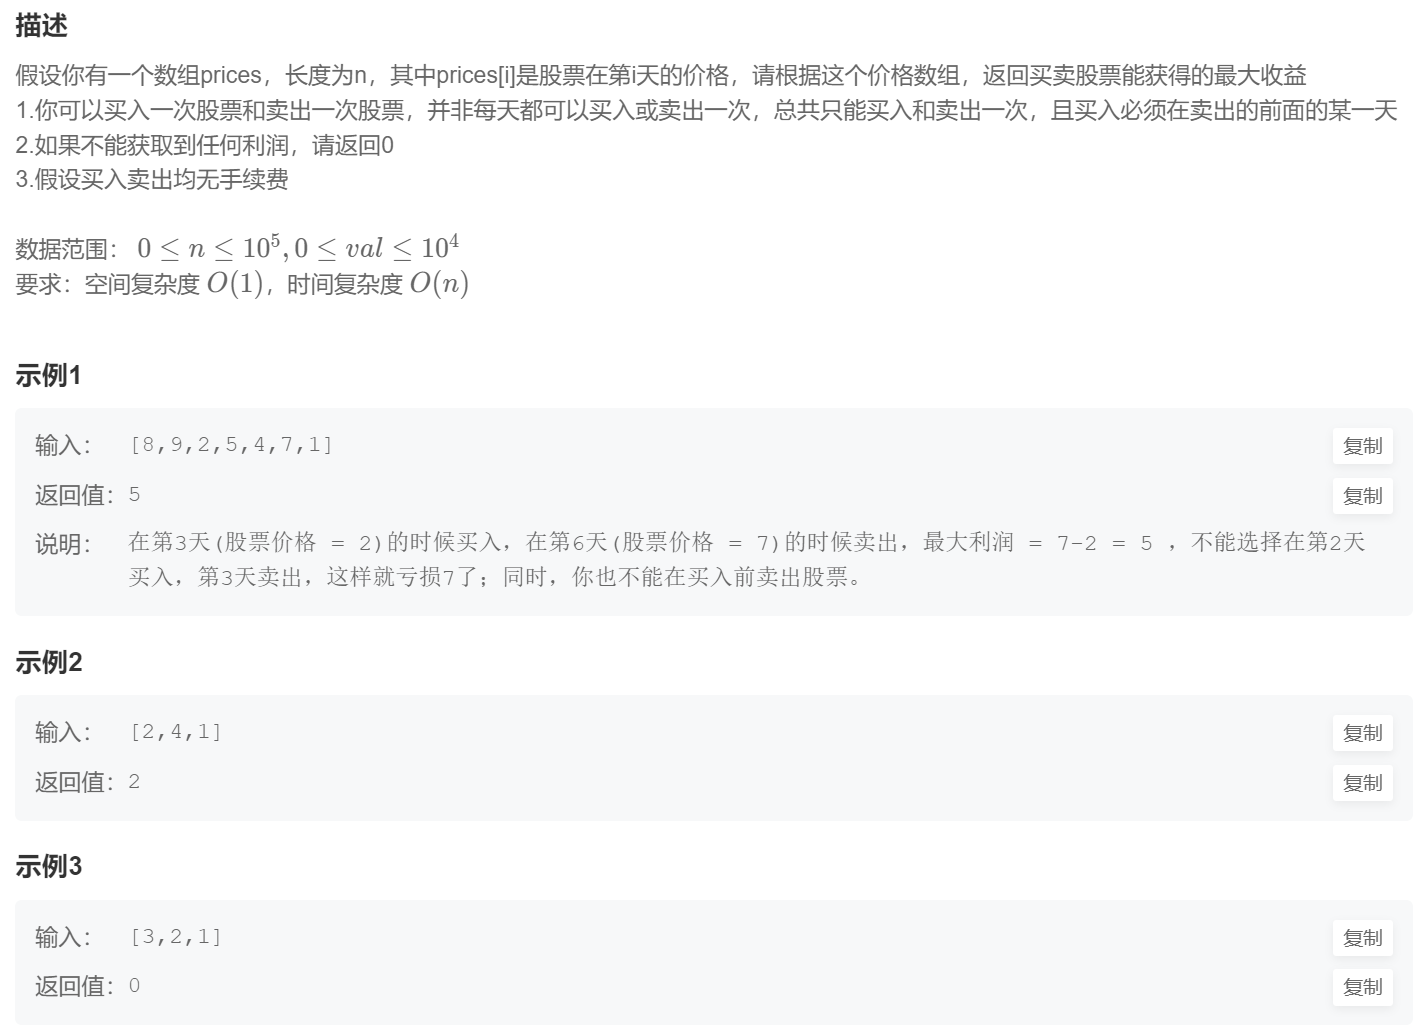 描述
假设你有一个数组prices，长度为n，其中prices[i]是股票在第i天的价格，请根据这个价格数组，返回买卖股票能获得的最大收益
1.你可以买入一次股票和卖出一次股票，并非每天都可以买入或卖出一次，总共只能买入和卖出一次，且买入必须在卖出的前面的某一天
2.如果不能获取到任何利润，请返回0
3.假设买入卖出均无手续费
数据范围： 0 ≤ n ≤ 10^5, 0 ≤ val ≤ 10^4
要求：空间复杂度 O(1)，时间复杂度 O(n)
示例1
输入： [8,9,2,5,4,7,1] 复制
返回值：5 复制
说明： 在第3天(股票价格 = 2)的时候买入，在第6天(股票价格 = 7)的时候卖出，最大利润 = 7-2 = 5 ，不能选择在第2天
买入，第3天卖出，这样就亏损7了；同时，你也不能在买入前卖出股票。
示例2
输入： [2,4,1] 复制
返回值：2 复制
示例3
输入： [3,2,1] 复制
返回值：0 复制